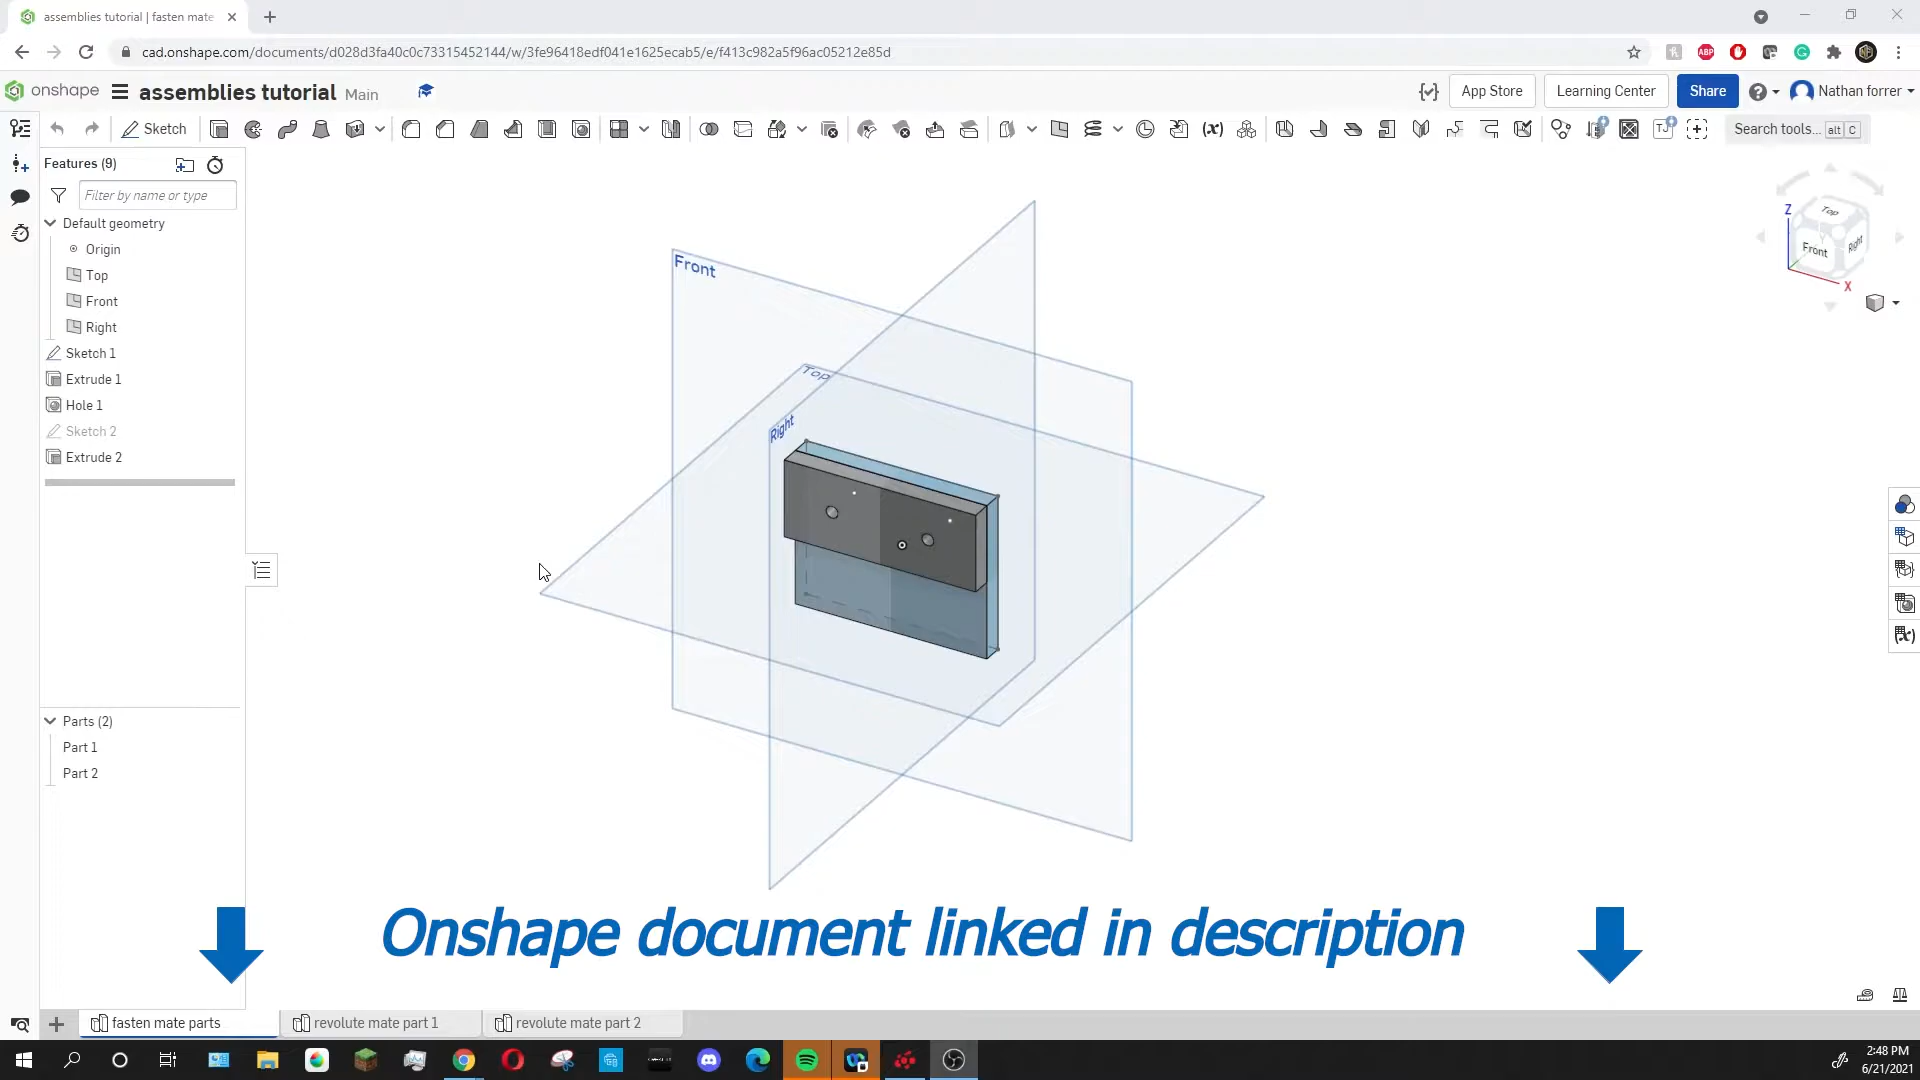 assemblies tutorial | fasten mate
cad.onshape.com/documents/d028d3fa40c0c73315452144/w/3fe96418edf041e1625ecab5/e/f413c982a5f96ac05212e85d
ABP
onshape
assemblies tutorial Main
App Store
Learning Center
Share
Nathan forrer
Sketch
(x)
Search tools... alt C
Features (9)
Filter by name or type
Default geometry
Origin
Top
Front
Right
Sketch 1
Extrude 1
Hole 1
Sketch 2
Extrude 2
Parts (2)
Part 1
Part 2
Front
Top
Right
Z
Top
Front
Right
X
Onshape document linked in description
fasten mate parts
revolute mate part 1
revolute mate part 2
2:48 PM
6/21/2021